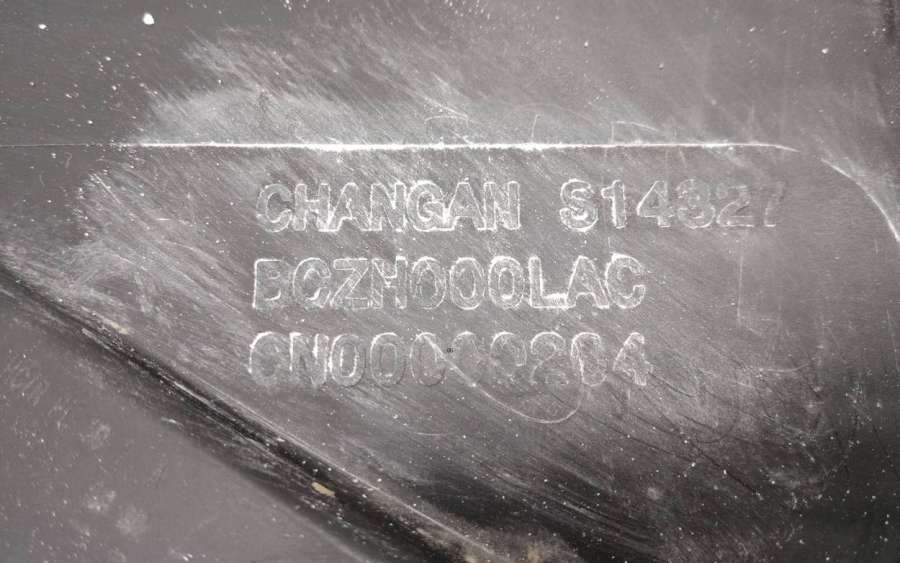 CHANGAN S14327
BCZH000LAC